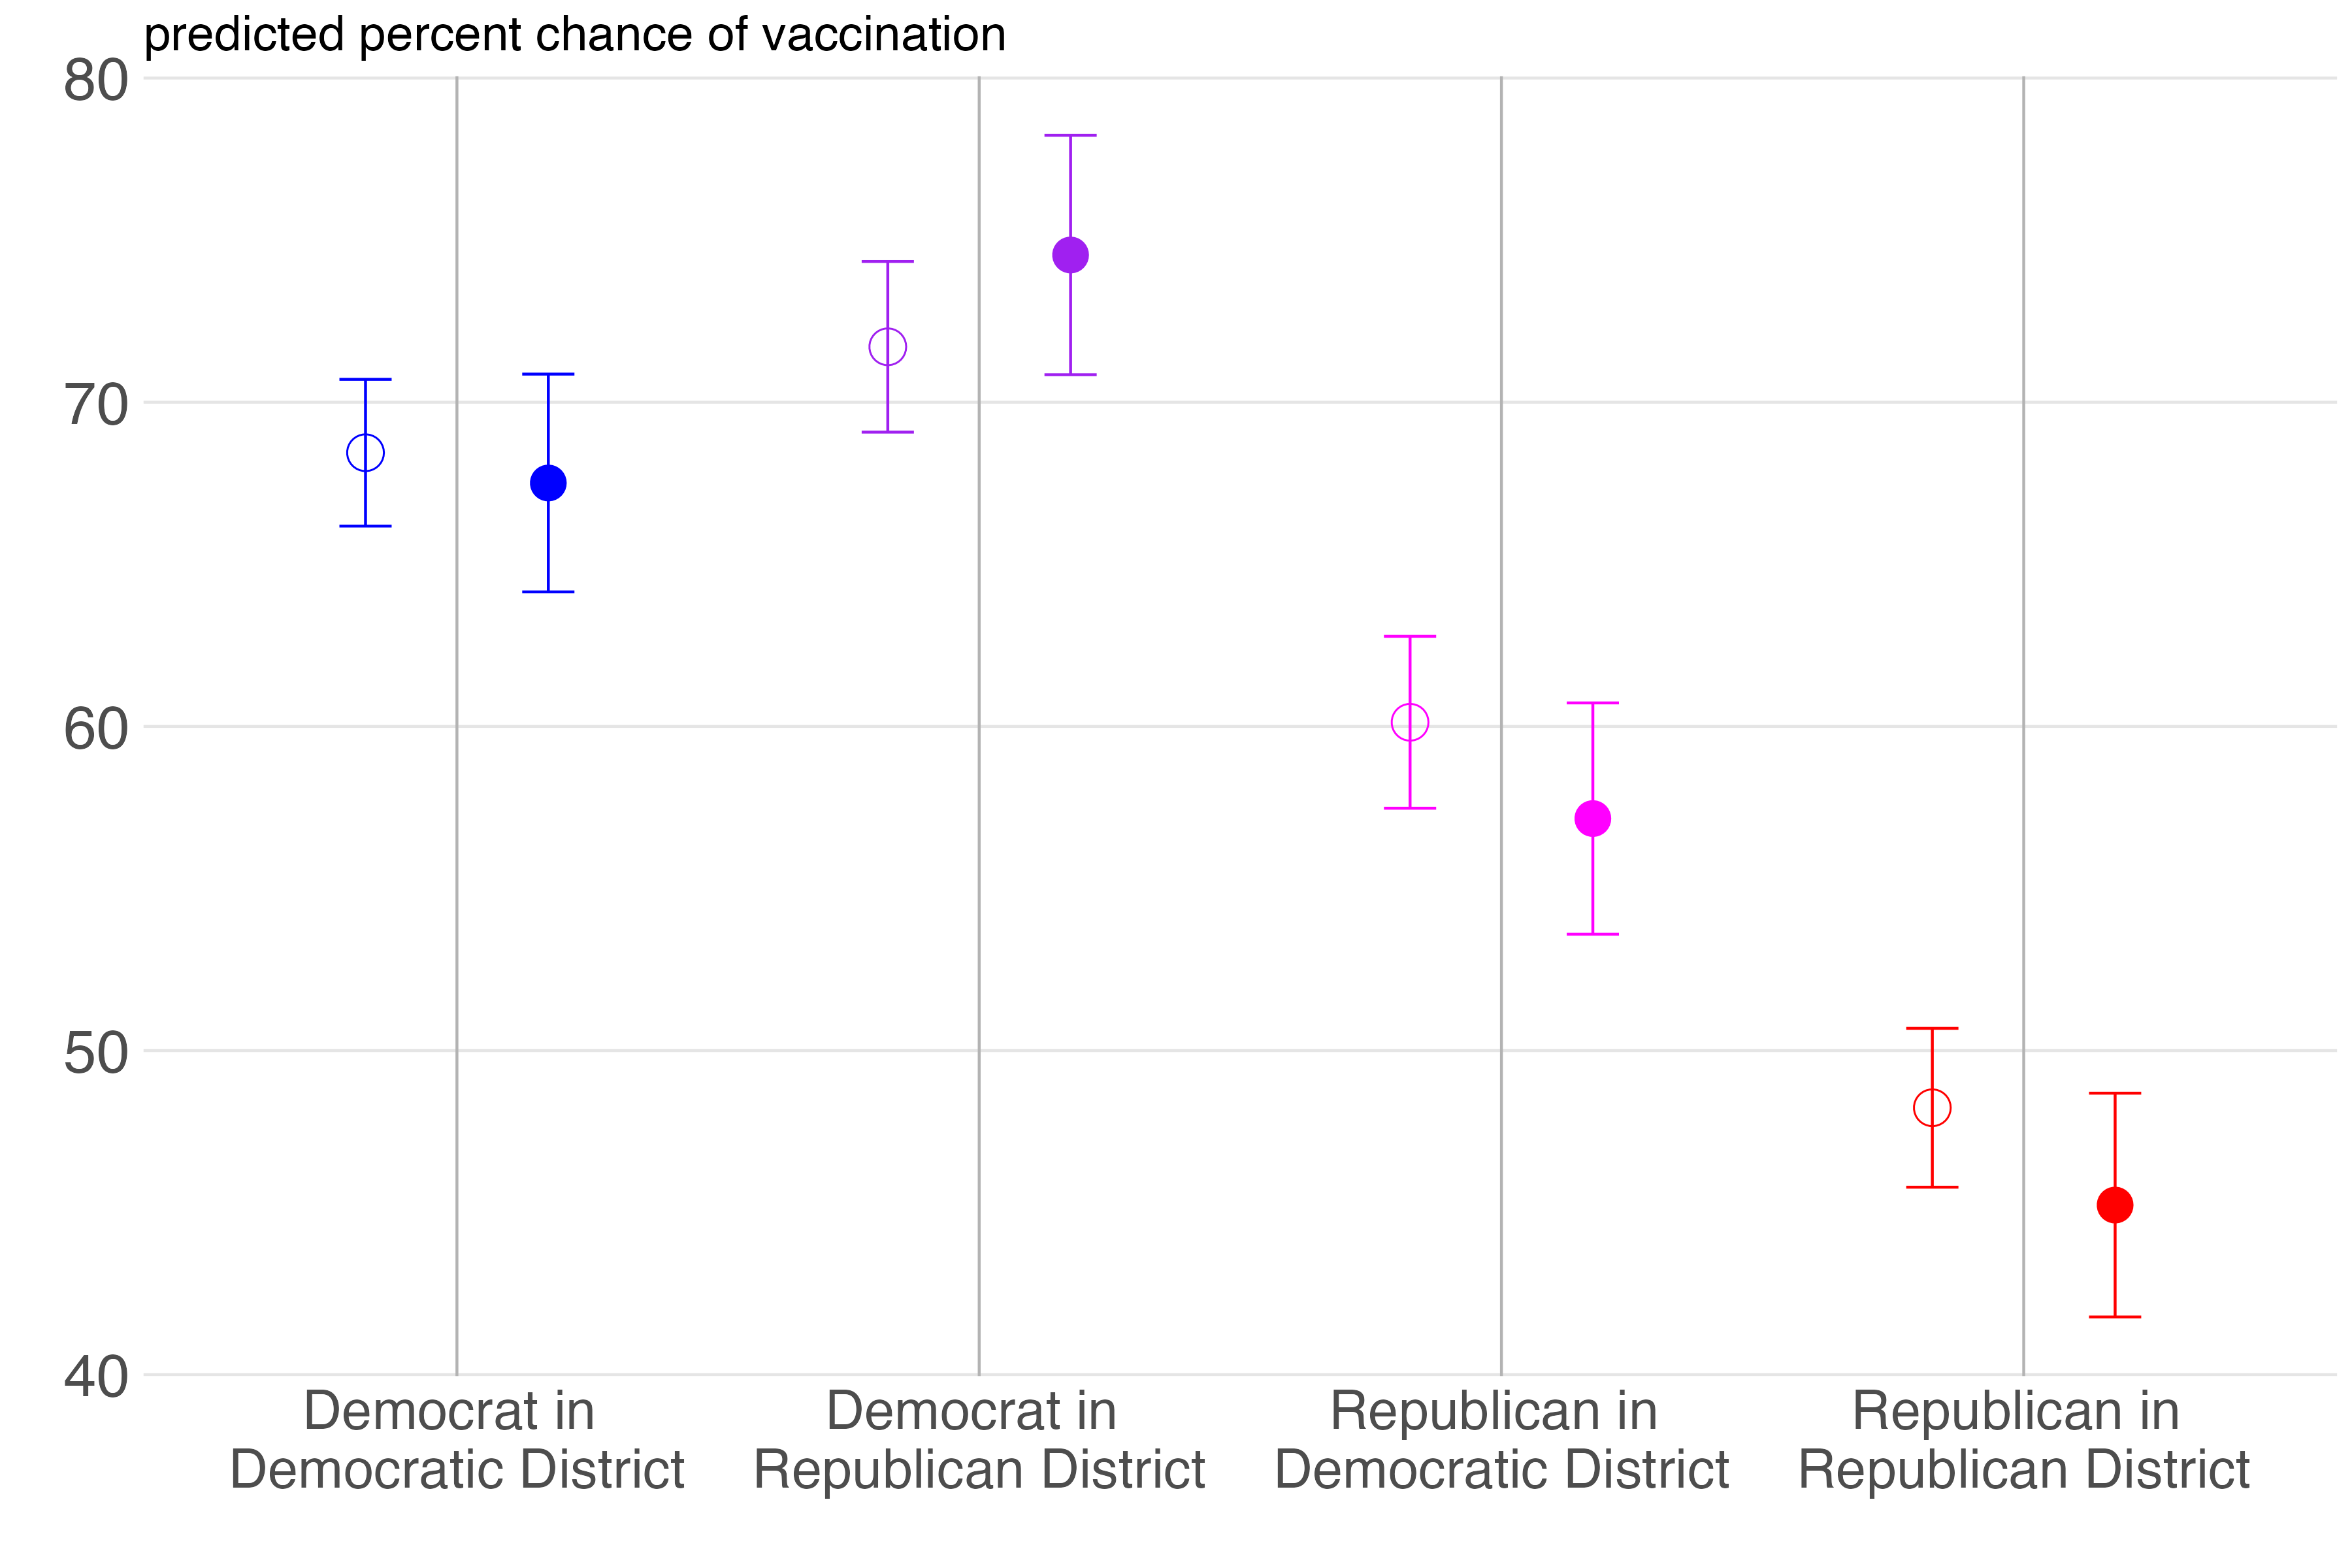 predicted percent chance of vaccination
80
70
60
50
40
Democrat in
Democratic District
Democrat in
Republican District
Republican in
Democratic District
Republican in
Republican District